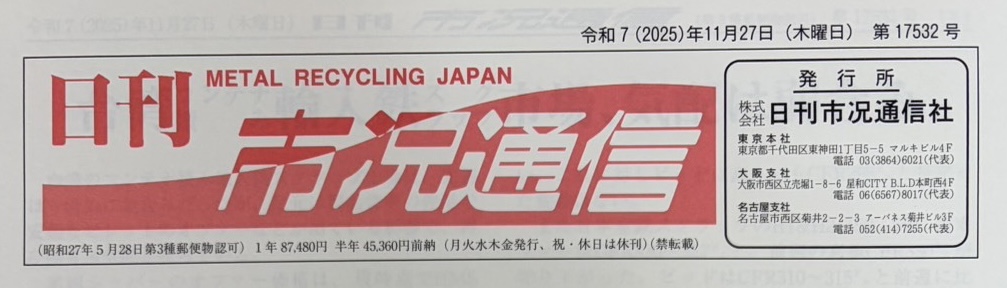 令和7(2025)年11月27日（木曜日） 第17532号
日刊
METAL RECYCLING JAPAN
市況通信
発行所
株式会社 日刊市况通信社
東京本社
東京都千代田区東神田1丁目5−5 マルキビル4F
電話 03(3864)6021(代表)
大阪支社
大阪市西区立売堀1−8−6 星和CITY B.L.D本町西4F
電話 06(6567)8017(代表)
名古屋支社
名古屋市西区菊井2−2−3 アーバネス菊井ビル3F
電話 052(414)7255(代表)
（昭和27年5月28日第3種郵便物認可）1年87,480円 半年45,360円前納（月火水木金発行、祝・休日は休刊）（禁転載）